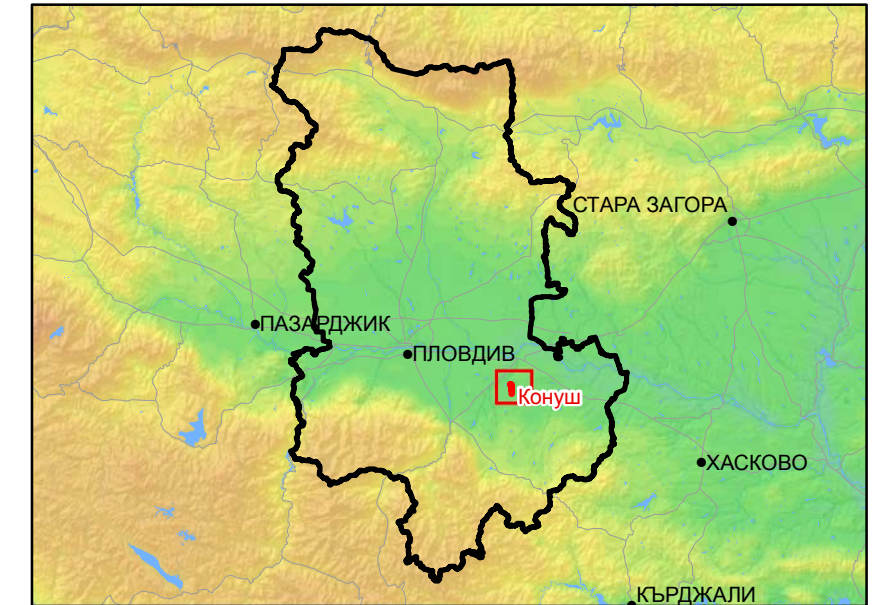 СТАРА ЗАГОРА
ПАЗАРДЖИК
ПЛОВДИВ
Конуш
ХАСКОВО
КЪРДЖАЛИ